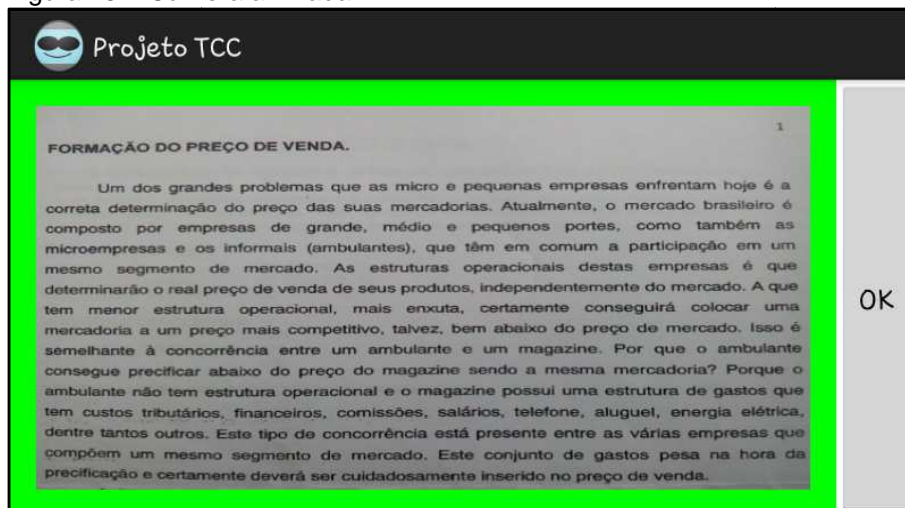 Projeto TCC
1
FORMAÇÃO DO PREÇO DE VENDA.
Um dos grandes problemas que as micro e pequenas empresas enfrentam hoje é a
correta determinação do preço das suas mercadorias. Atualmente, o mercado brasileiro é
composto por empresas de grande, médio e pequenos portes, como também as
microempresas e os informais (ambulantes), que têm em comum a participação em um
mesmo segmento de mercado. As estruturas operacionais destas empresas é que
determinarão o real preço de venda de seus produtos, independentemente do mercado. A que
tem menor estrutura operacional, mais enxuta, certamente conseguirá colocar uma
mercadoria a um preço mais competitivo, talvez, bem abaixo do preço de mercado. Isso é
semelhante à concorrência entre um ambulante e um magazine. Por que o ambulante
consegue precificar abaixo do preço do magazine sendo a mesma mercadoria? Porque o
ambulante não tem estrutura operacional e o magazine possui uma estrutura de gastos que
tem custos tributários, financeiros, comissões, salários, telefone, aluguel, energia elétrica,
dentre tantos outros. Este tipo de concorrência está presente entre as várias empresas que
compõem um mesmo segmento de mercado. Este conjunto de gastos pesa na hora da
precificação e certamente deverá ser cuidadosamente inserido no preço de venda.
OK